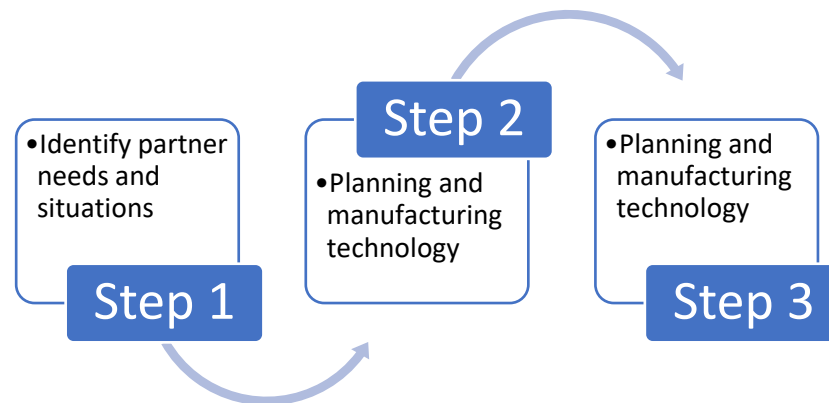 •Identify partner
needs and
situations
Step 1
Step 2
•Planning and
manufacturing
technology
•Planning and
manufacturing
technology
Step 3